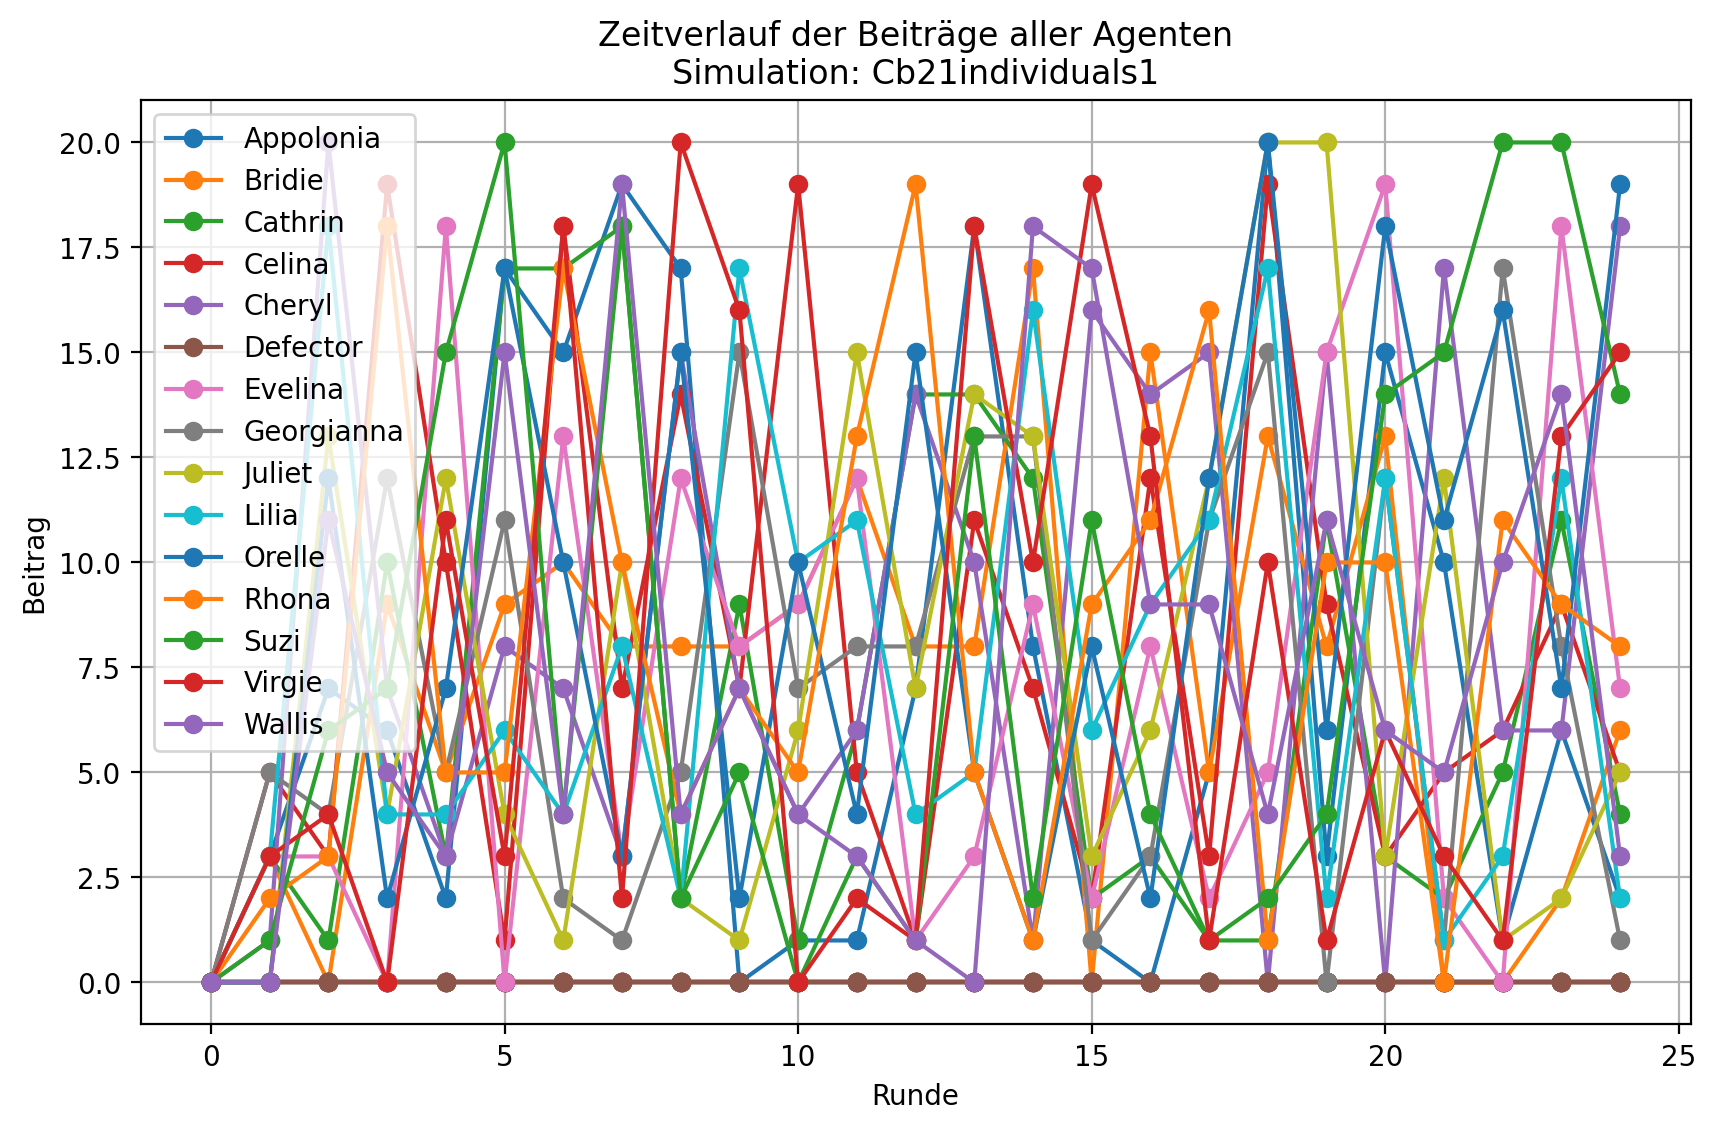 Zeitverlauf der Beiträge aller Agenten
Simulation: Cb21individuals1
Beitrag
20.0
17.5
15.0
12.5
10.0
7.5
5.0
2.5
0.0
Appolonia
Bridie
Cathrin
Celina
Cheryl
Defector
Evelina
Georgianna
Juliet
Lilia
Orelle
Rhona
Suzi
Virgie
Wallis
0
5
10
15
20
25
Runde